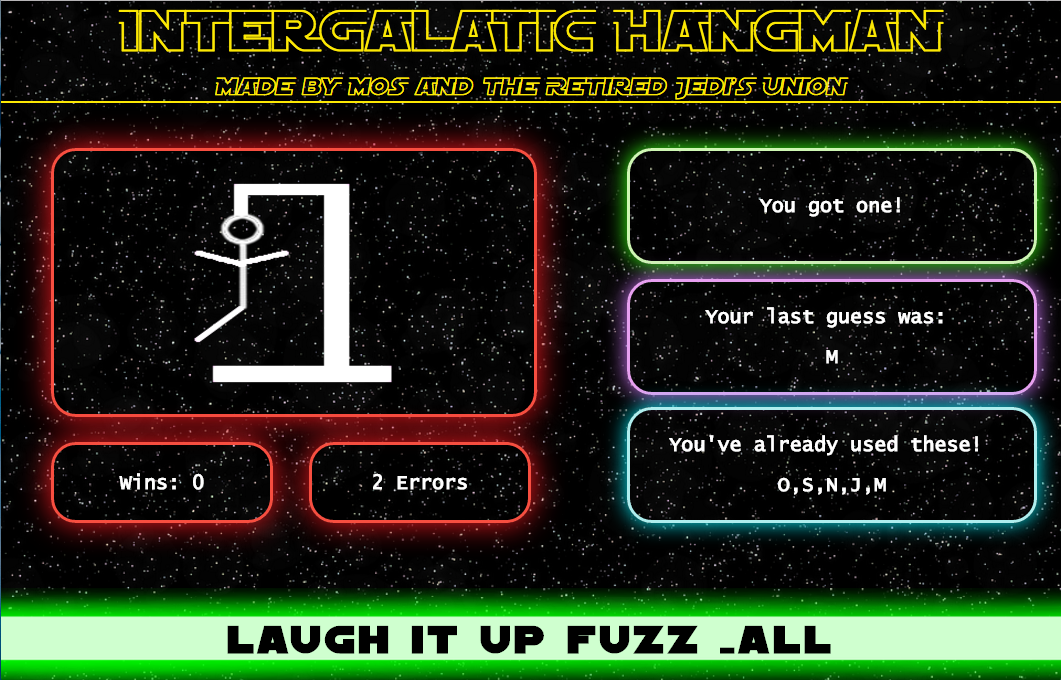 INTERGALATIC HANGMAN
MADE BY MOS AND THE RETIRED JEDI'S UNION
You got one!
Your last guess was:
M
You've already used these!
O,S,N,J,M
Wins: 0
2 Errors
LAUGH IT UP FUZZ _ALL